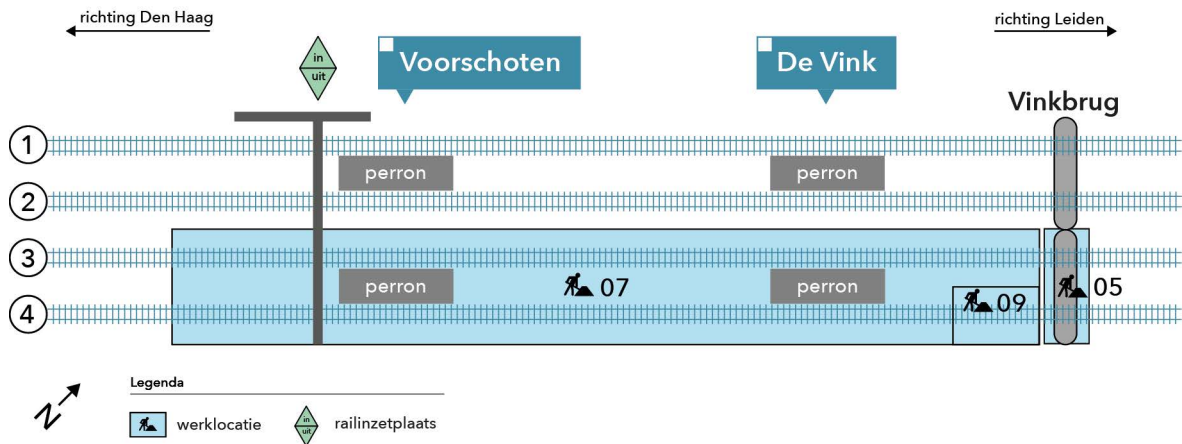 richting Den Haag
richting Leiden
in
uit
Voorschoten
De Vink
Vinkbrug
1
perron
perron
2
3
perron
07
perron
09
05
4
N
Legenda
werklocatie
in
uit
railinzetplaats